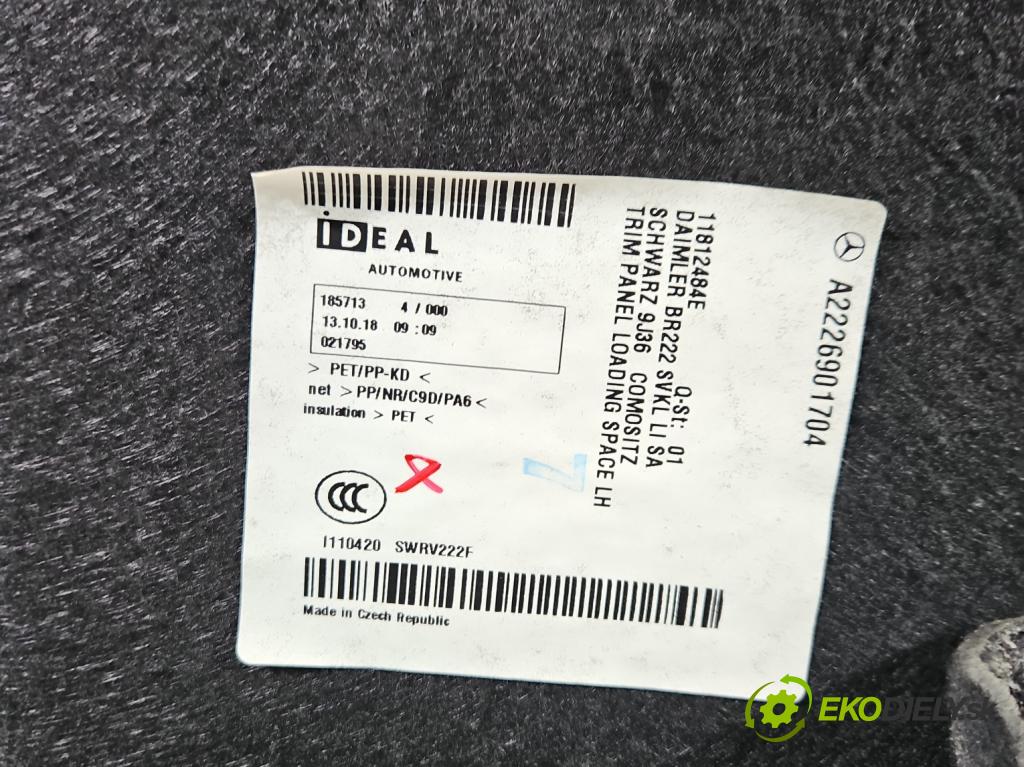 iDEAL
AUTOMOTIVE
185713 4 / 000
13.10.18 09 : 09
021795
> PET/PP-KD <
net > PP/NR/C9D/PA6 <
insulation > PET <
CCC
I110420 SWRV222F
Made in Czech Republic
11812484E Q-St: 01
DAIMLER BR222 SVKL LI SA
SCHWARZ 9J36 COMOSITZ
TRIM PANEL LOADING SPACE LH
A2226901704
7
EKODIELY